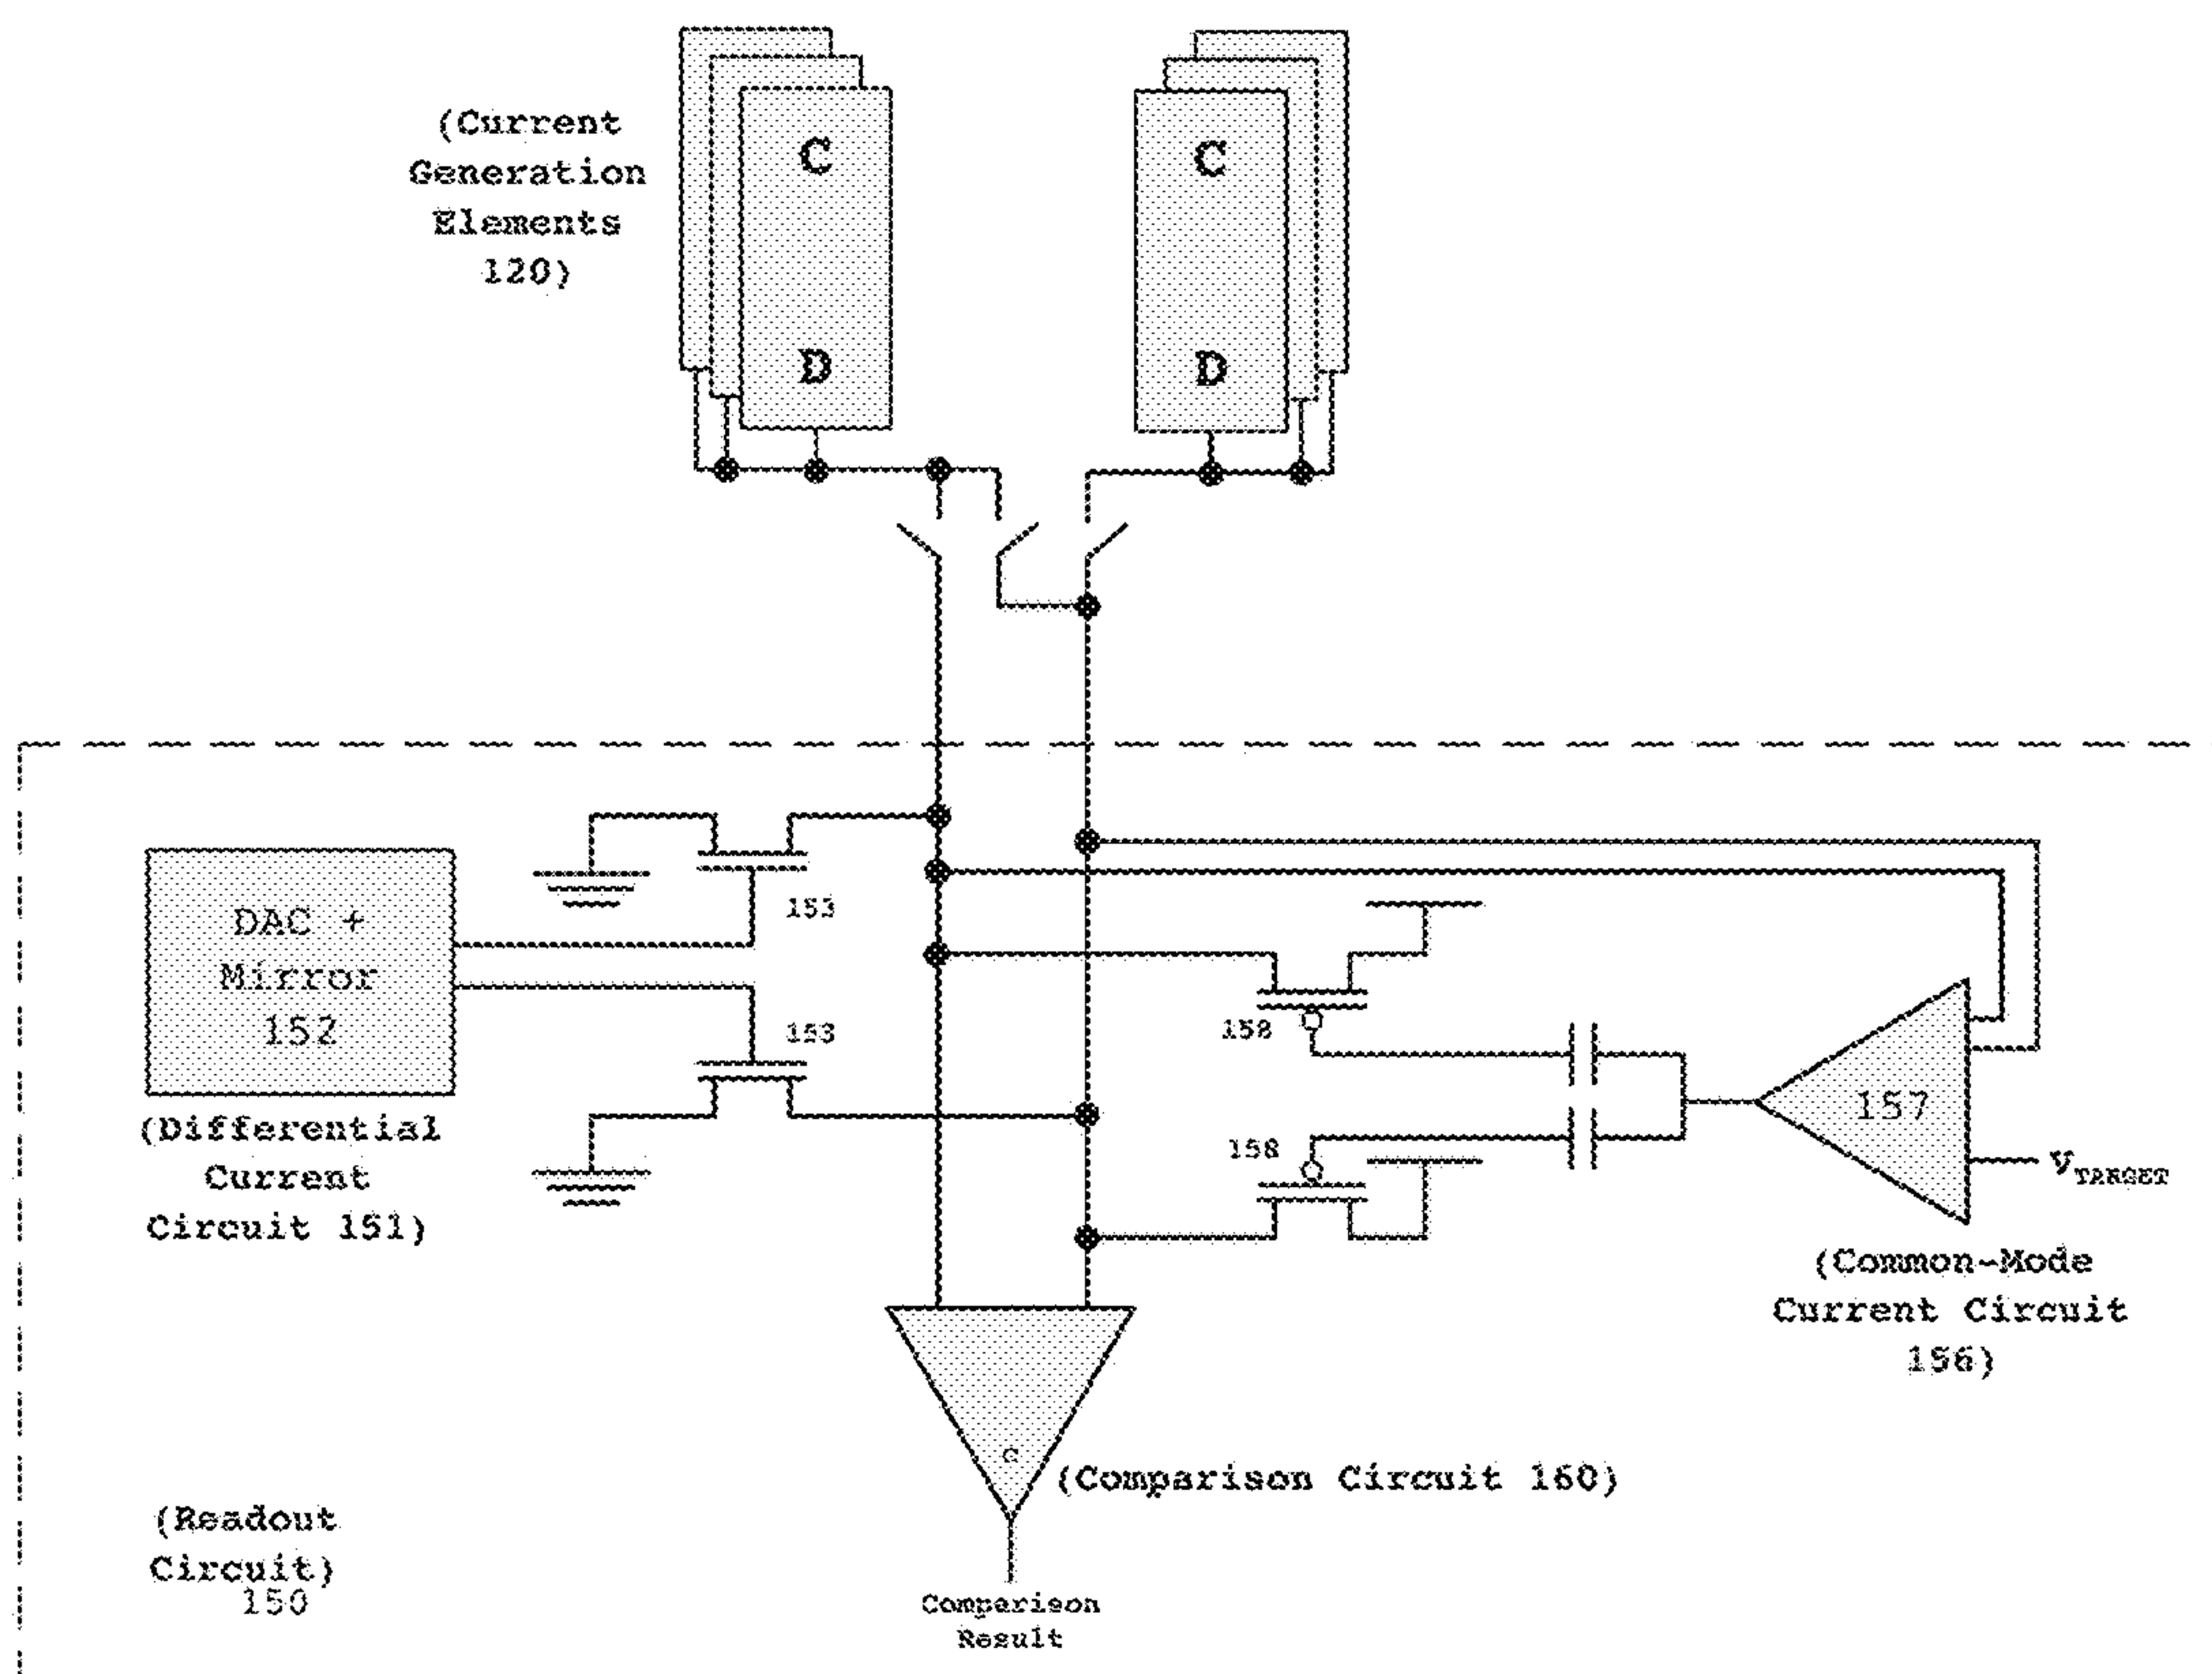 (Current
Generation
Elements
120)
C
D
C
D
DAC +
Mirror
152
153
153
(Differential
Current
Circuit 151)
158
158
157
VTARGET
(Common-Mode
Current Circuit
156)
C
(Comparison Circuit 160)
(Readout
Circuit)
150
Comparison
Result